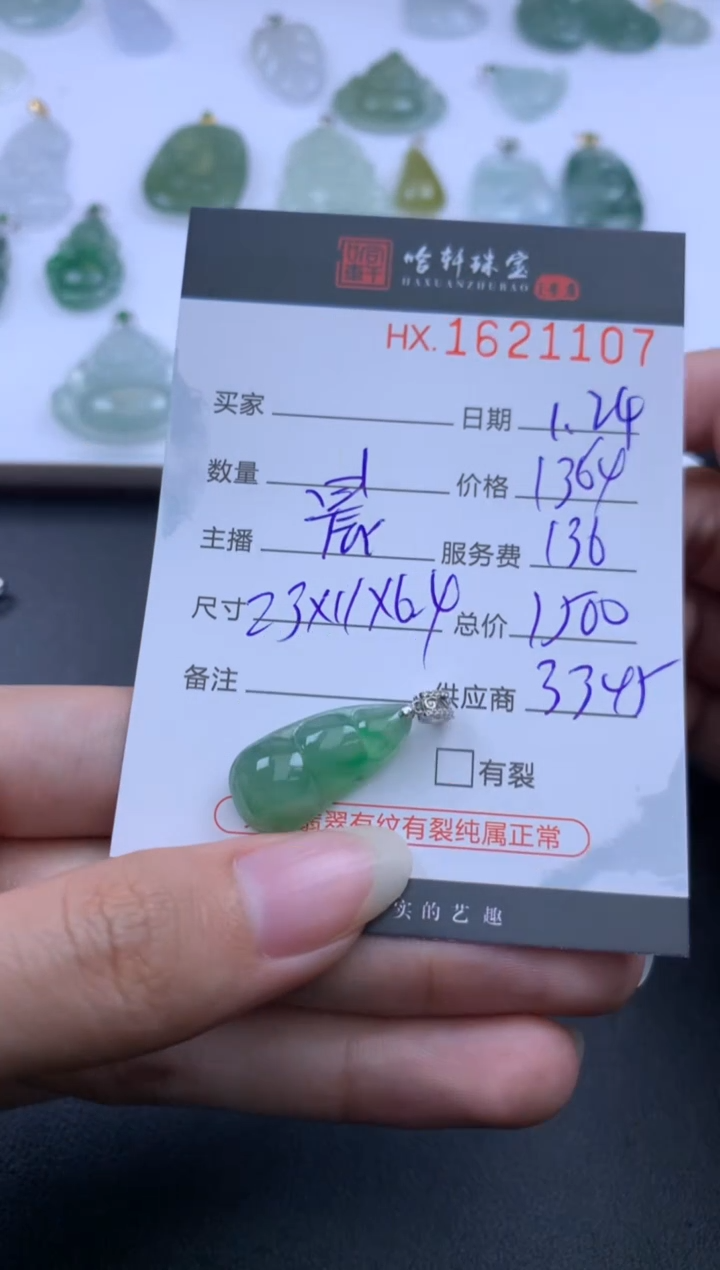 哈轩珠宝
HAXUANZHUBAO
HX.1621107
买家 日期 1.24
数量 1 价格 1364
主播 服务费 136
尺寸 23X11X6.4 总价 1500
备注 供应商 3345
有裂
翡翠有纹有裂纯属正常
实的艺趣